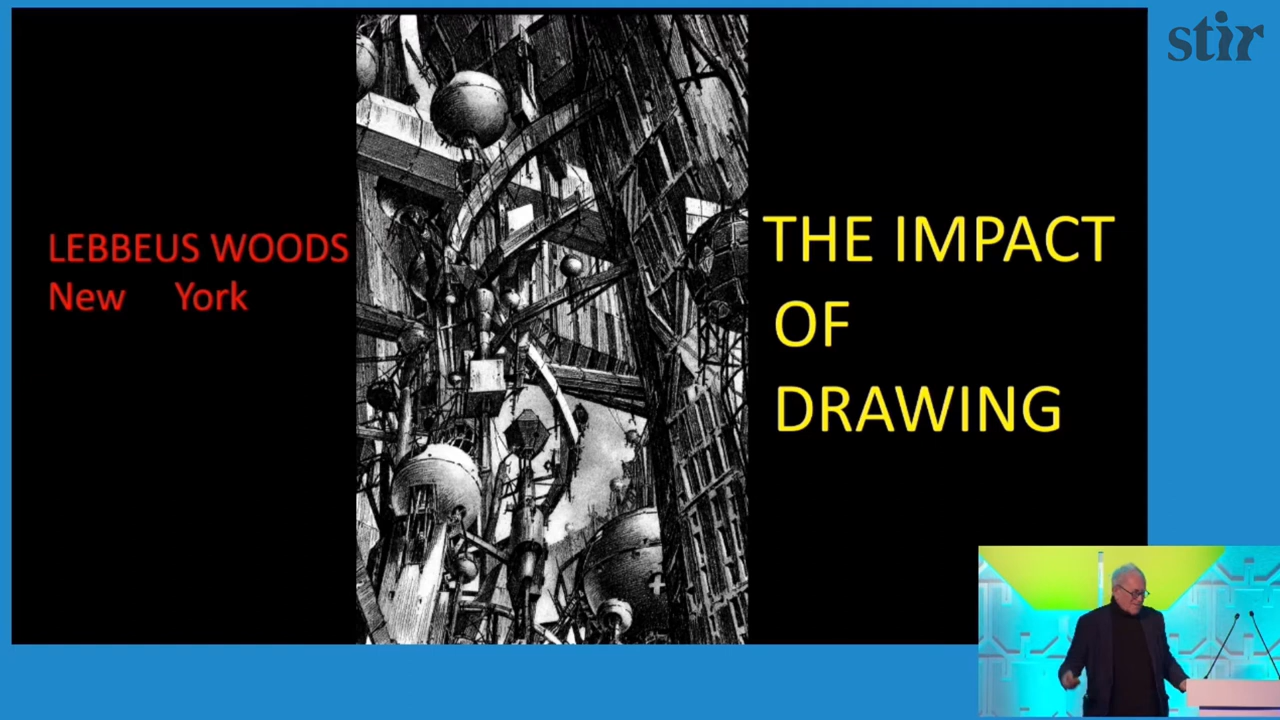 stir
LEBBEUS WOODS
New York
THE IMPACT
OF
DRAWING